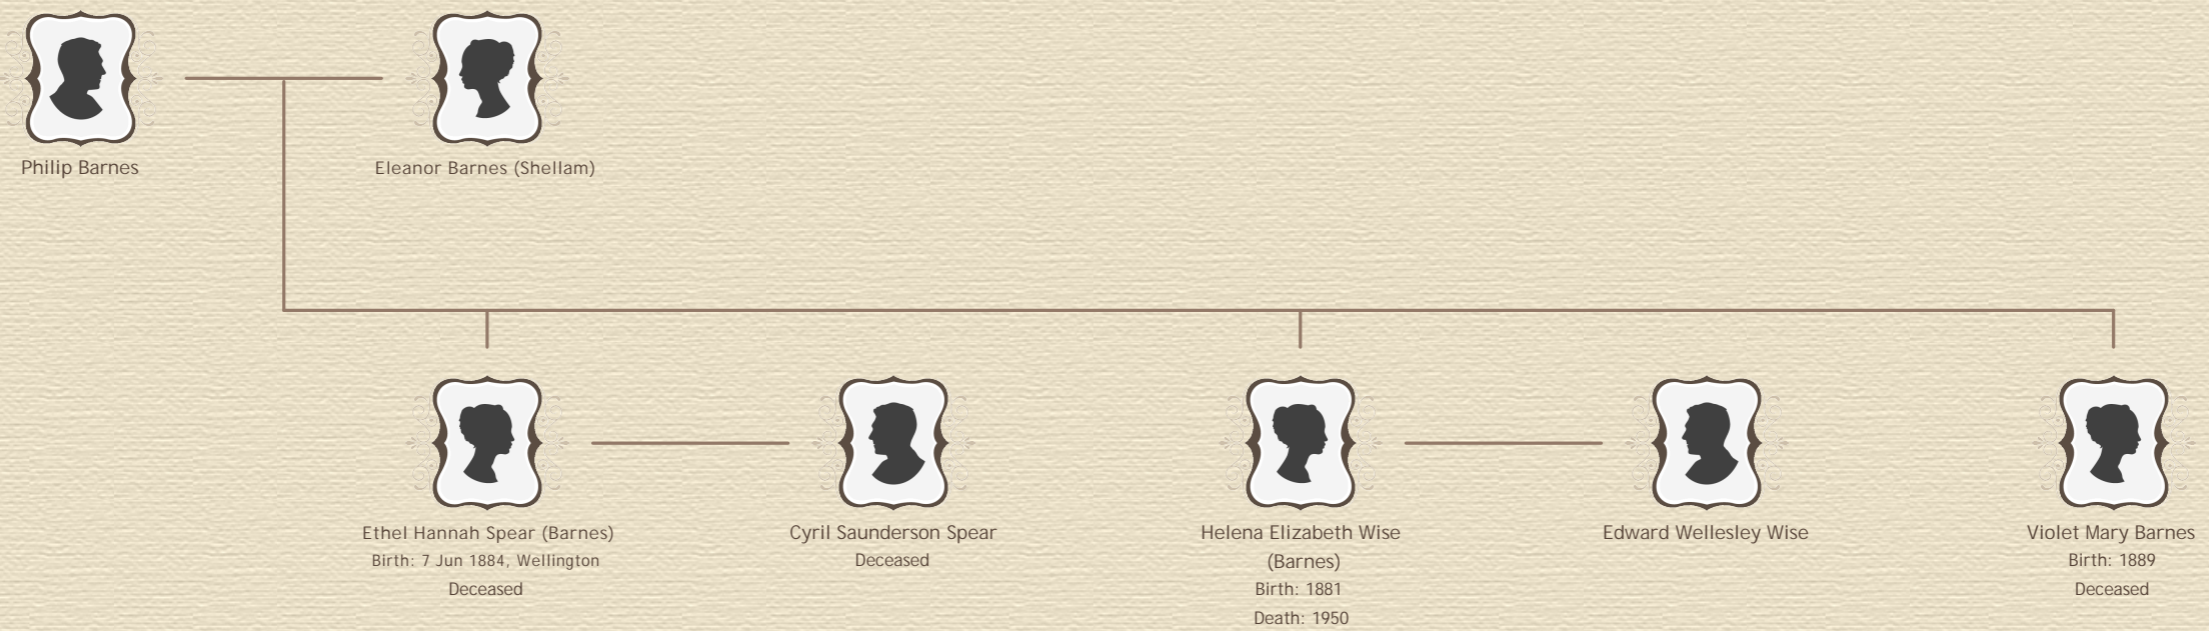 Philip Barnes
Eleanor Barnes (Shellam)
Ethel Hannah Spear (Barnes)
Birth: 7 Jun 1884, Wellington
Deceased
Cyril Saunderson Spear
Deceased
Helena Elizabeth Wise
(Barnes)
Birth: 1881
Death: 1950
Edward Wellesley Wise
Violet Mary Barnes
Birth: 1889
Deceased